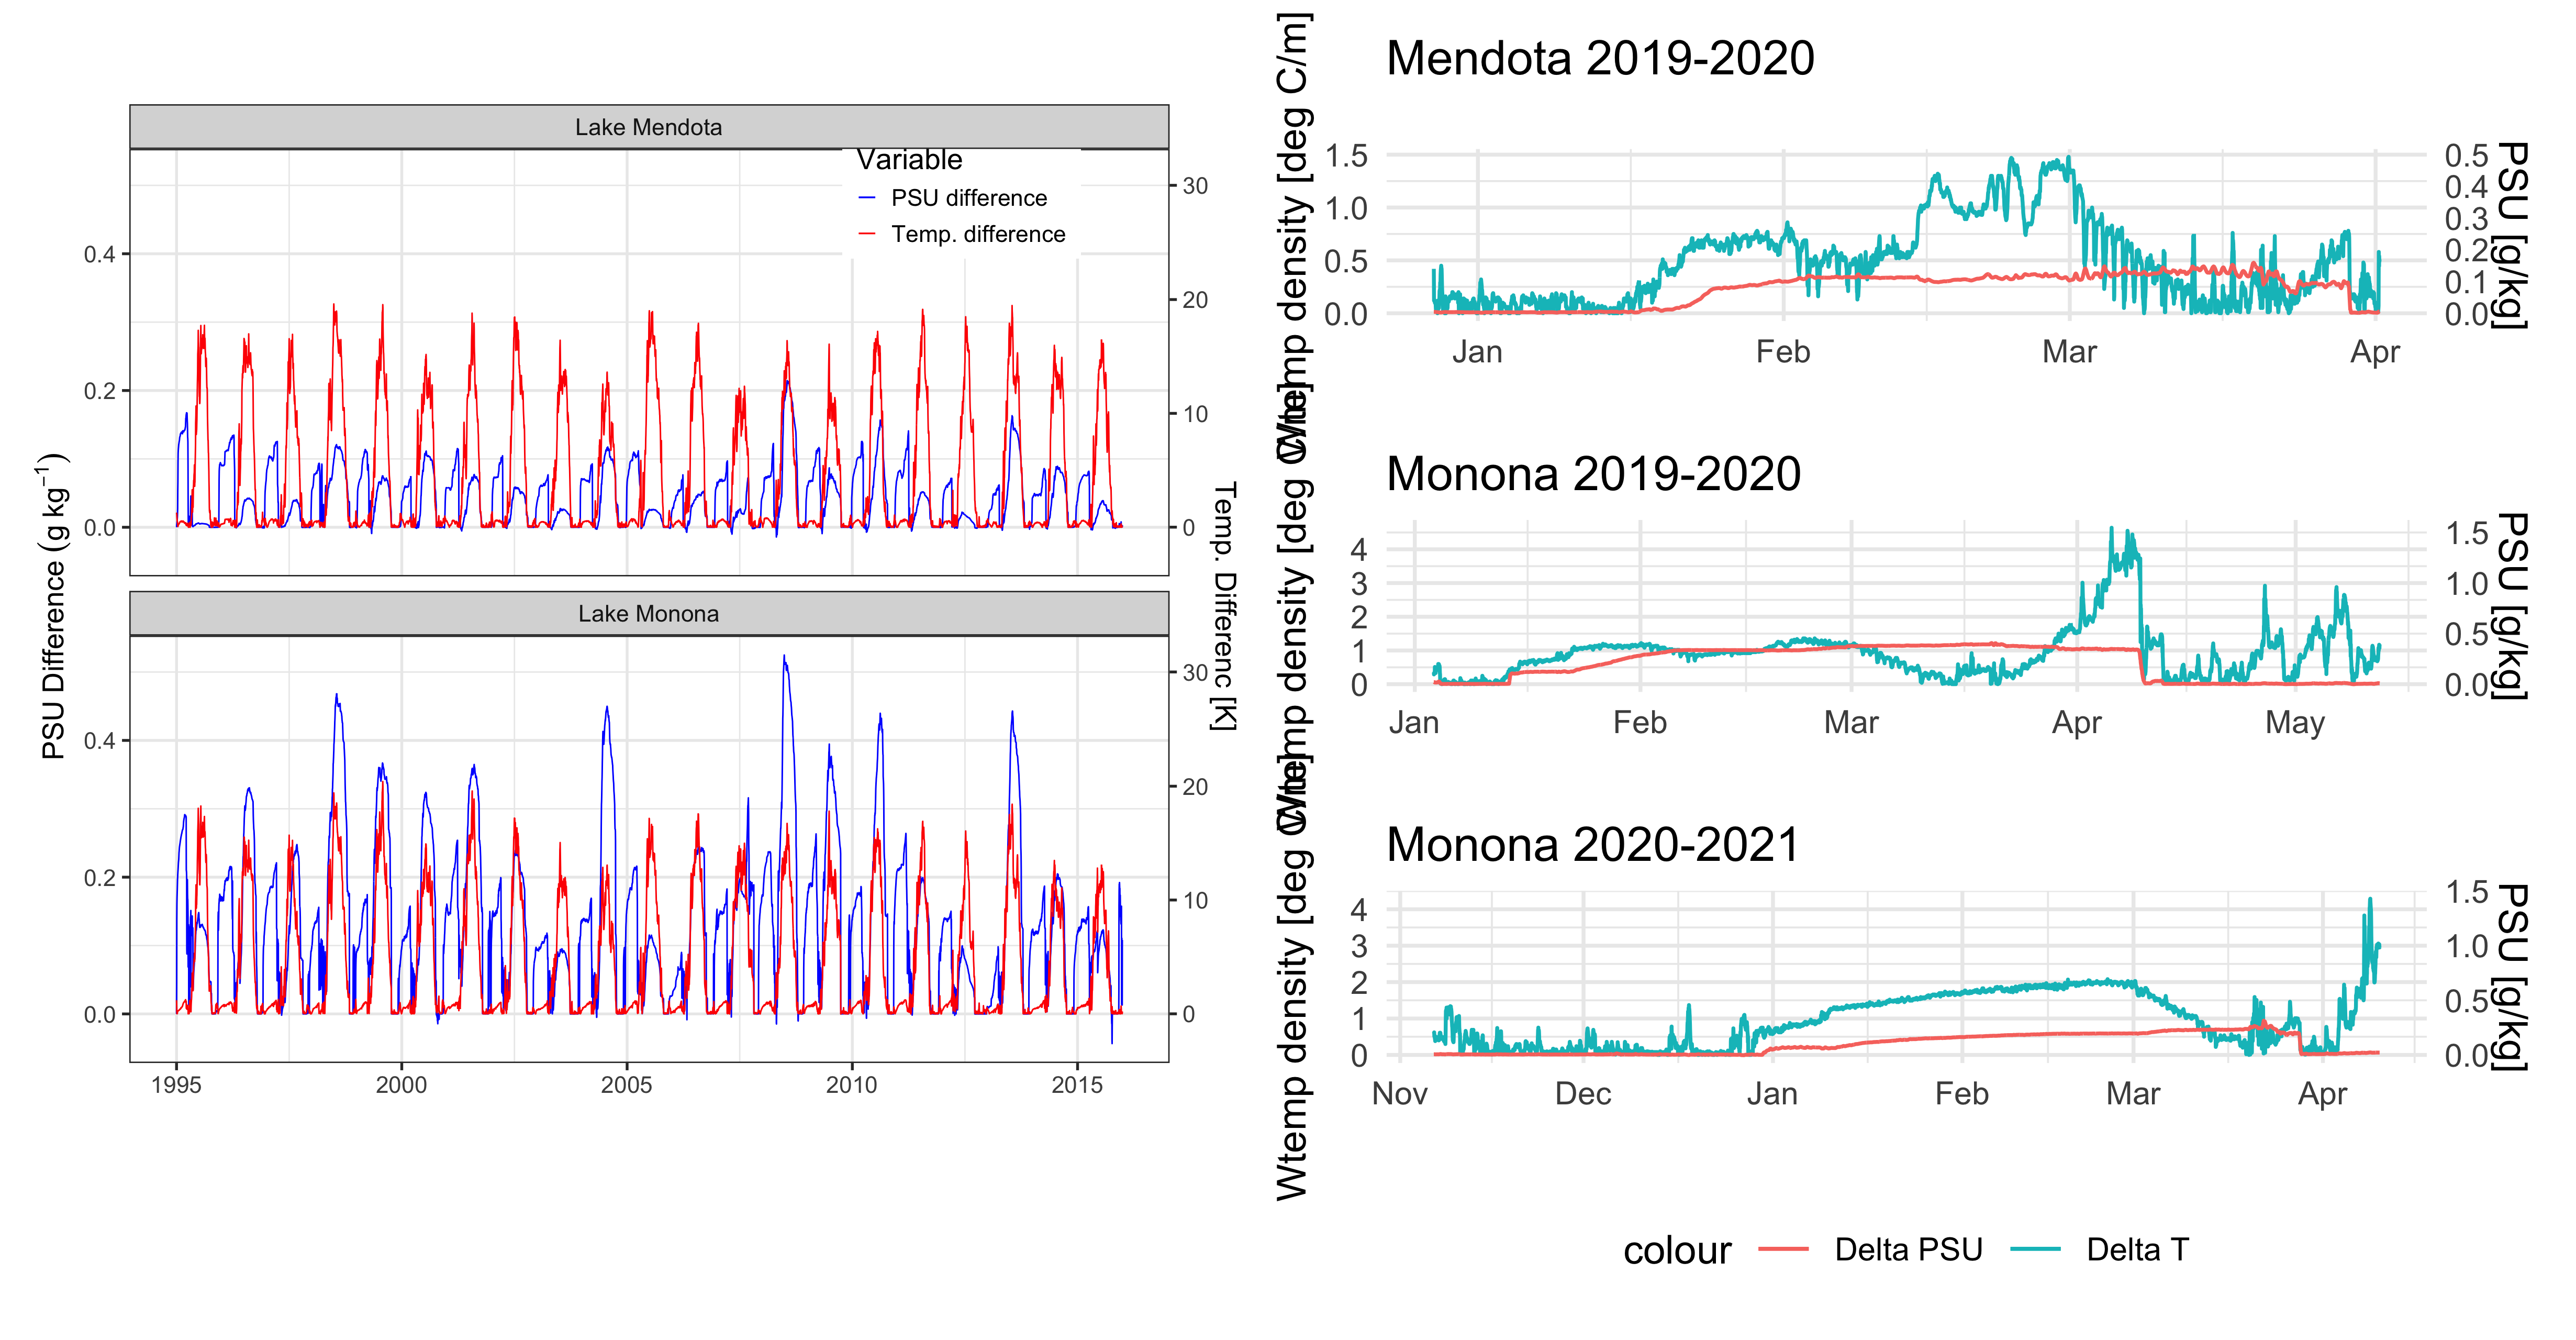 Lake Mendota
Variable
PSU difference
Temp. difference
0.4
0.2
0.0
30
20
10
0
PSU Difference (g kg⁻¹)
Temp. Differenc [K]
Lake Monona
0.4
0.2
0.0
30
20
10
0
1995 2000 2005 2010 2015
Mendota 2019-2020
Wtemp density [deg C/m]
1.5
1.0
0.5
0.0
0.5
0.4
0.3
0.2
0.1
0.0
PSU [g/kg]
Jan Feb Mar Apr
Monona 2019-2020
Wtemp density [deg C/m]
4
3
2
1
0
1.5
1.0
0.5
0.0
PSU [g/kg]
Jan Feb Mar Apr May
Monona 2020-2021
Wtemp density [deg C/m]
4
3
2
1
0
1.5
1.0
0.5
0.0
PSU [g/kg]
Nov Dec Jan Feb Mar Apr
colour Delta PSU Delta T